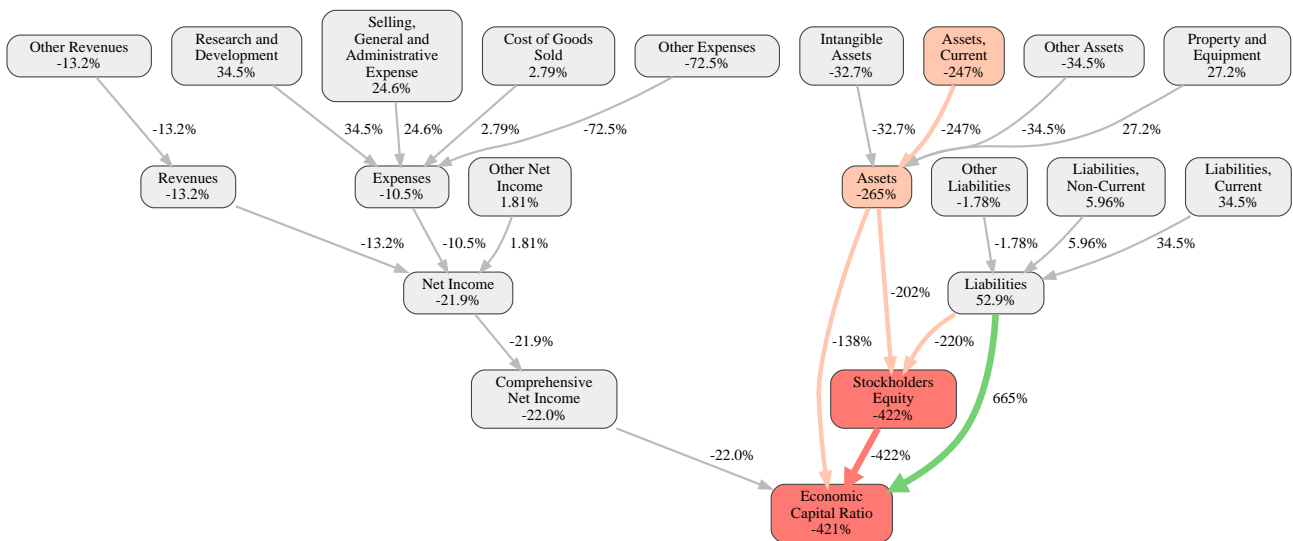 Other Revenues
-13.2%
Research and
Development
34.5%
Selling,
General and
Administrative
Expense
24.6%
Cost of Goods
Sold
2.79%
Other Expenses
-72.5%
Intangible
Assets
-32.7%
Assets,
Current
-247%
Other Assets
-34.5%
Property and
Equipment
27.2%
-13.2%
34.5%
24.6%
2.79%
-72.5%
-32.7%
-247%
-34.5%
27.2%
Revenues
-13.2%
Expenses
-10.5%
Other Net
Income
1.81%
Assets
-265%
Other
Liabilities
-1.78%
Liabilities,
Non-Current
5.96%
Liabilities,
Current
34.5%
-13.2%
-10.5%
1.81%
-1.78%
5.96%
34.5%
Net Income
-21.9%
-202%
Liabilities
52.9%
-21.9%
-138%
-220%
Comprehensive
Net Income
-22.0%
Stockholders
Equity
-422%
665%
-22.0%
-422%
Economic
Capital Ratio
-421%